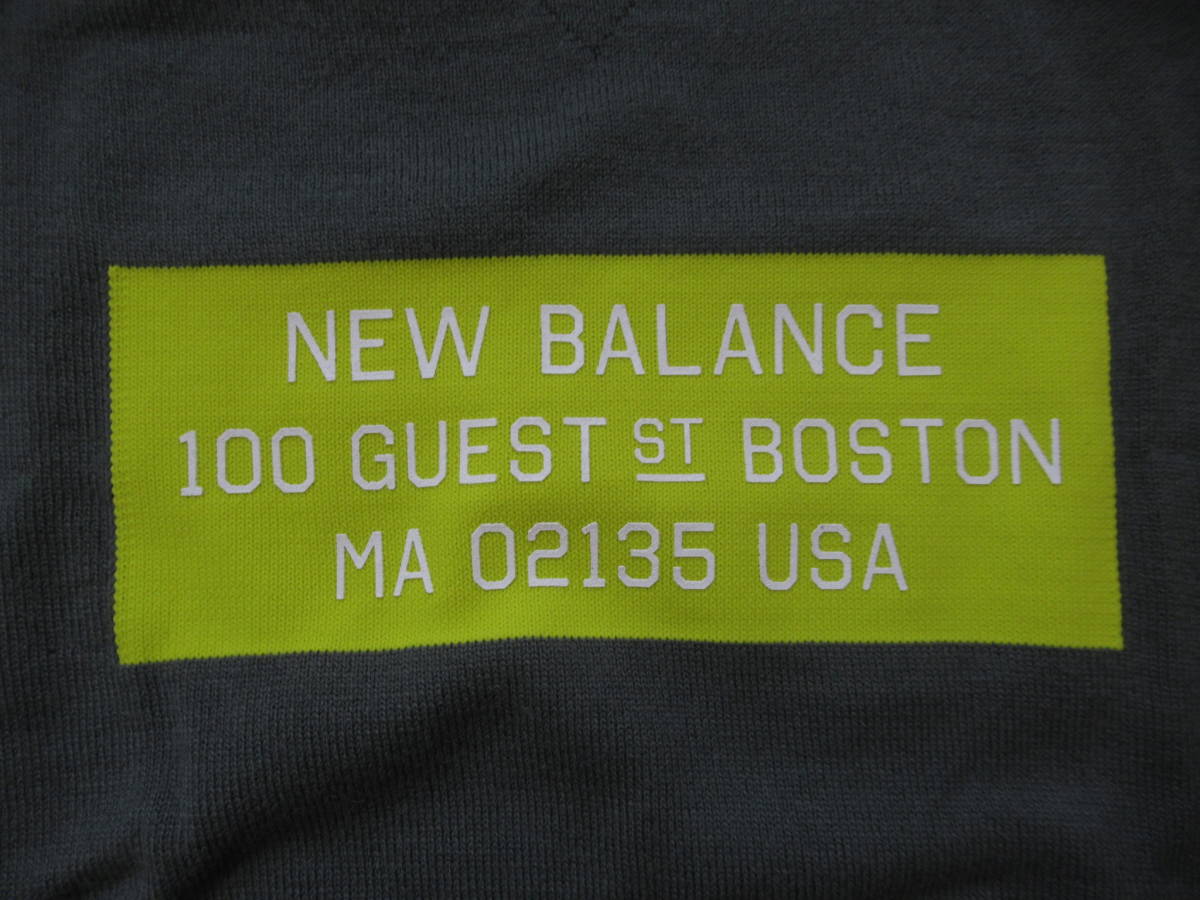 NEW BALANCE
100 GUEST ST BOSTON
MA 02135 USA